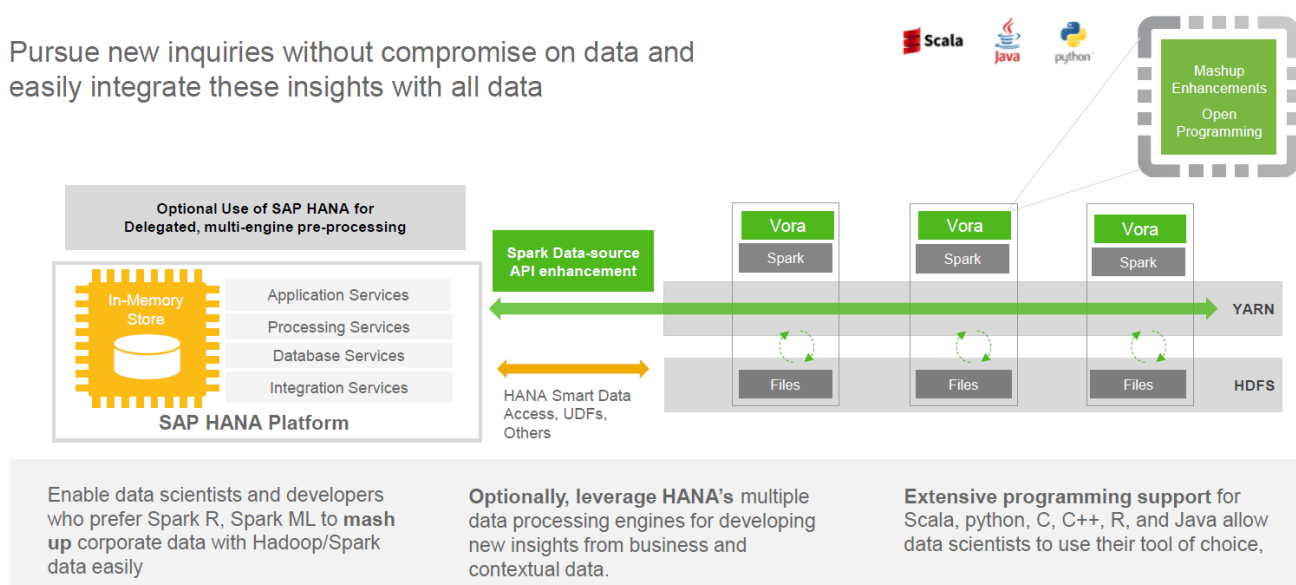 Pursue new inquiries without compromise on data and
easily integrate these insights with all data
Scala
Java
python
Mashup
Enhancements
Open
Programming
Optional Use of SAP HANA for
Delegated, multi-engine pre-processing
In-Memory
Store
Application Services
Processing Services
Database Services
Integration Services
SAP HANA Platform
Spark Data-source
API enhancement
HANA Smart Data
Access, UDFs,
Others
Vora
Spark
Files
Vora
Spark
Files
Vora
Spark
Files
YARN
HDFS
Enable data scientists and developers
who prefer Spark R, Spark ML to mash
up corporate data with Hadoop/Spark
data easily
Optionally, leverage HANA's multiple
data processing engines for developing
new insights from business and
contextual data.
Extensive programming support for
Scala, python, C, C++, R, and Java allow
data scientists to use their tool of choice,